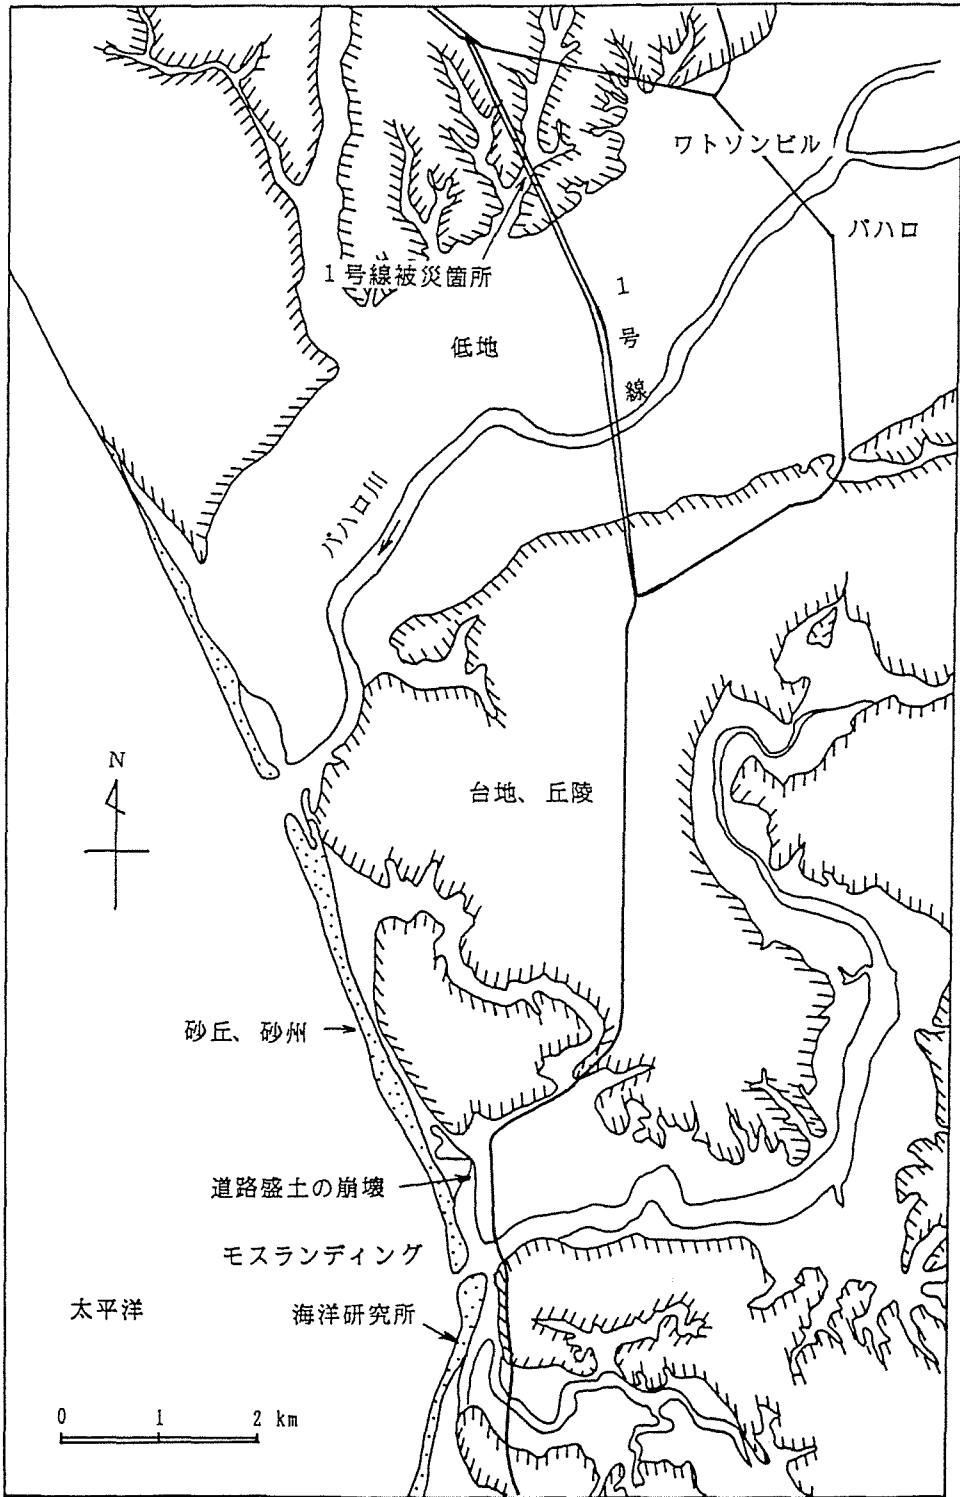 ワトソンビル
パハロ
1号線被災箇所
1号線
低地
パハロ川
N
台地、丘陵
砂丘、砂州
道路盛土の崩壊
モスランディング
太平洋
海洋研究所
0 1 2 km